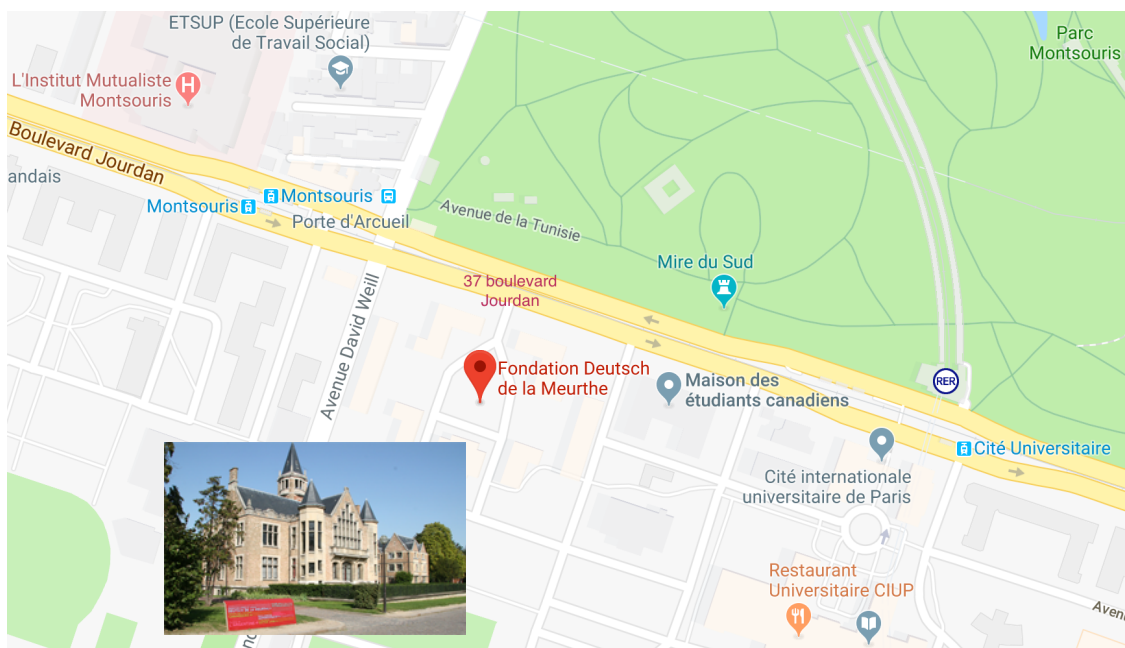 ETSUP (Ecole Supérieure
de Travail Social)
Parc
Montsouris
L'Institut Mutualiste
Montsouris
H
Boulevard Jourdan
andais
Montsouris
Montsouris
Porte d'Arcueil
Avenue de la Tunisie
Mire du Sud
37 boulevard
Jourdan
Avenue David Weill
Fondation Deutsch
de la Meurthe
Maison des
étudiants canadiens
RER
Cité Universitaire
Cité internationale
universitaire de Paris
Restaurant
Universitaire CIUP
Aven
nc